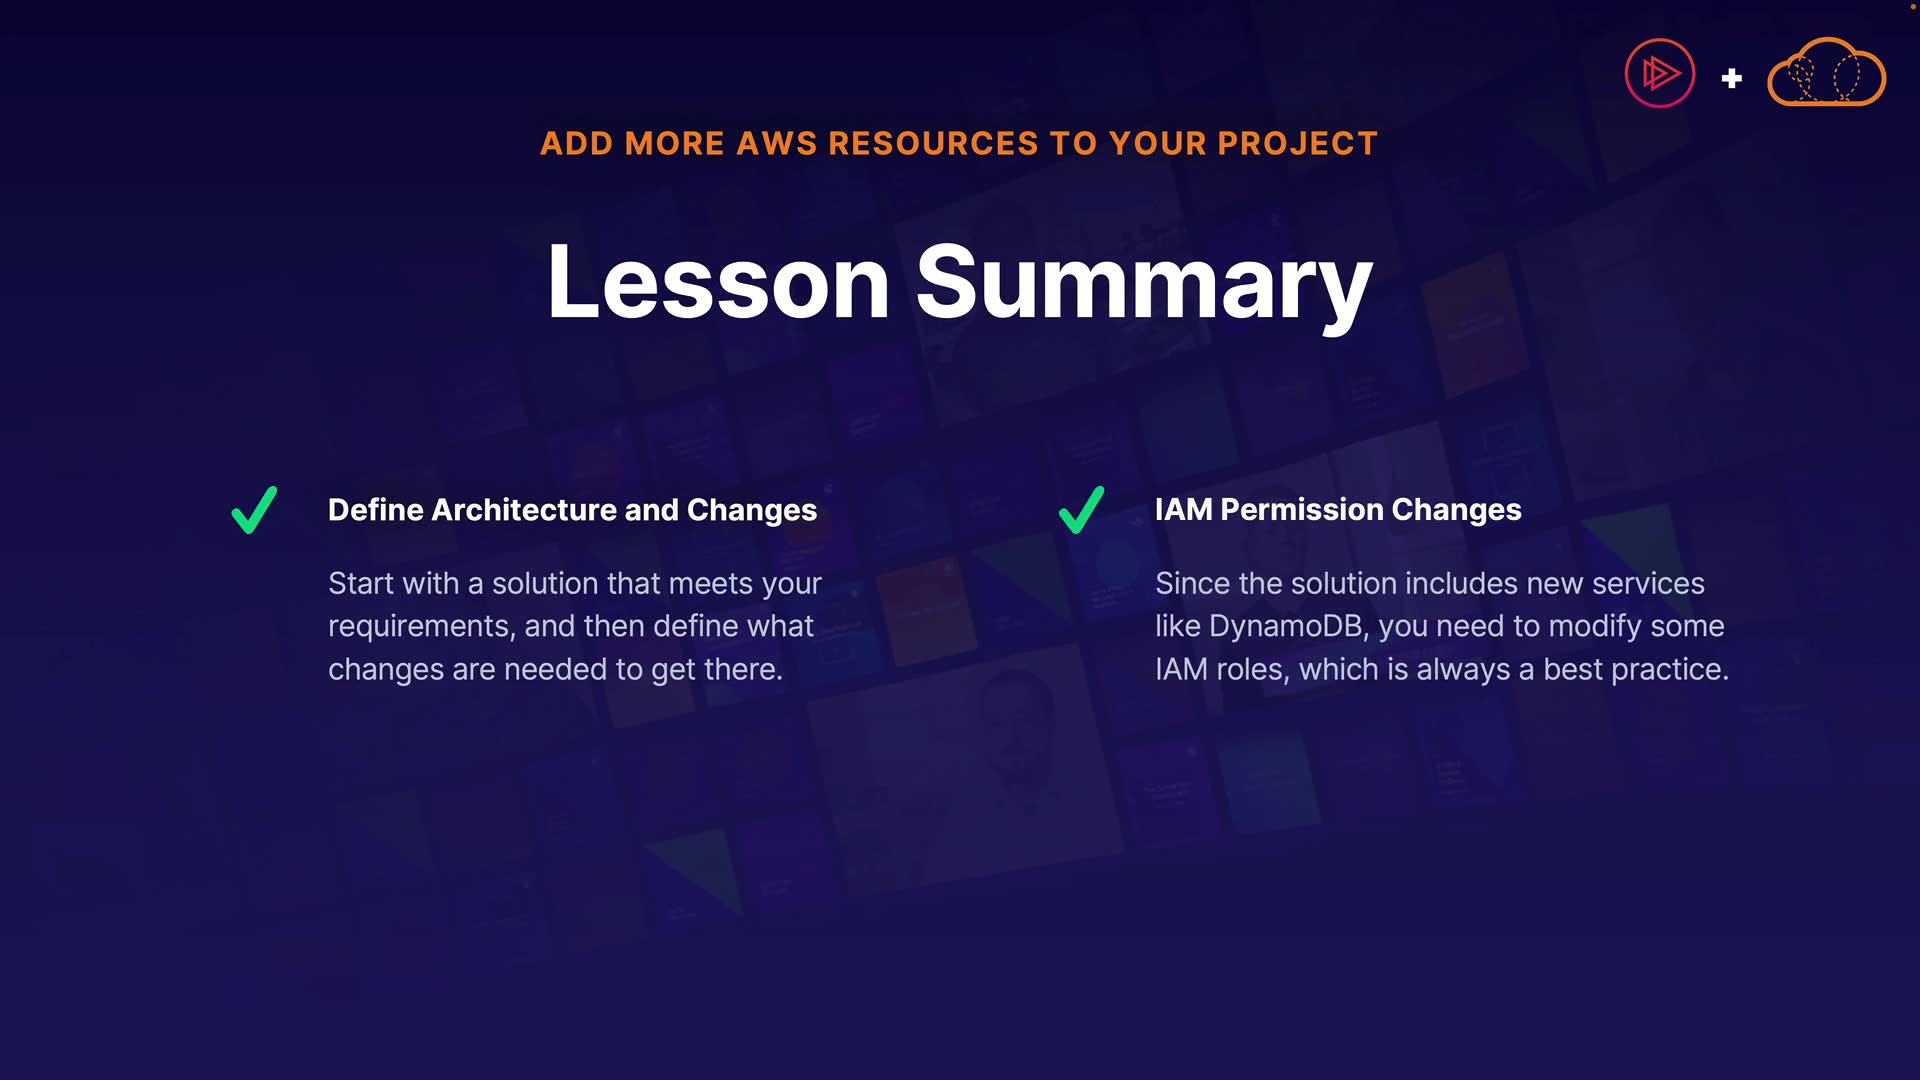 ADD MORE AWS RESOURCES TO YOUR PROJECT
Lesson Summary
Define Architecture and Changes
Start with a solution that meets your
requirements, and then define what
changes are needed to get there.
IAM Permission Changes
Since the solution includes new services
like DynamoDB, you need to modify some
IAM roles, which is always a best practice.